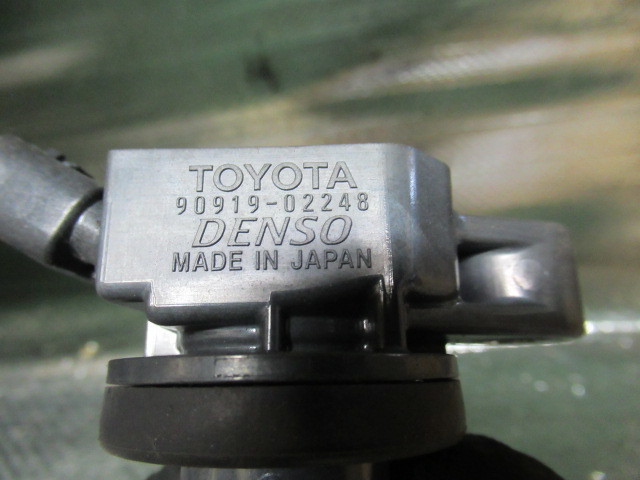 TOYOTA
90919-02248
DENSO
MADE IN JAPAN